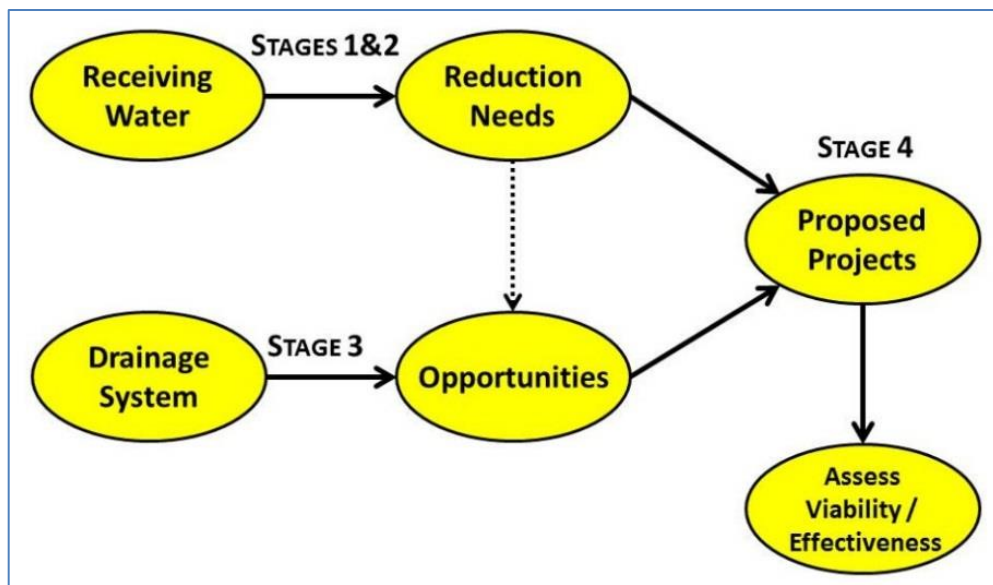 STAGES 1&2
Receiving
Water
Reduction
Needs
STAGE 4
Proposed
Projects
STAGE 3
Drainage
System
Opportunities
Assess
Viability /
Effectiveness